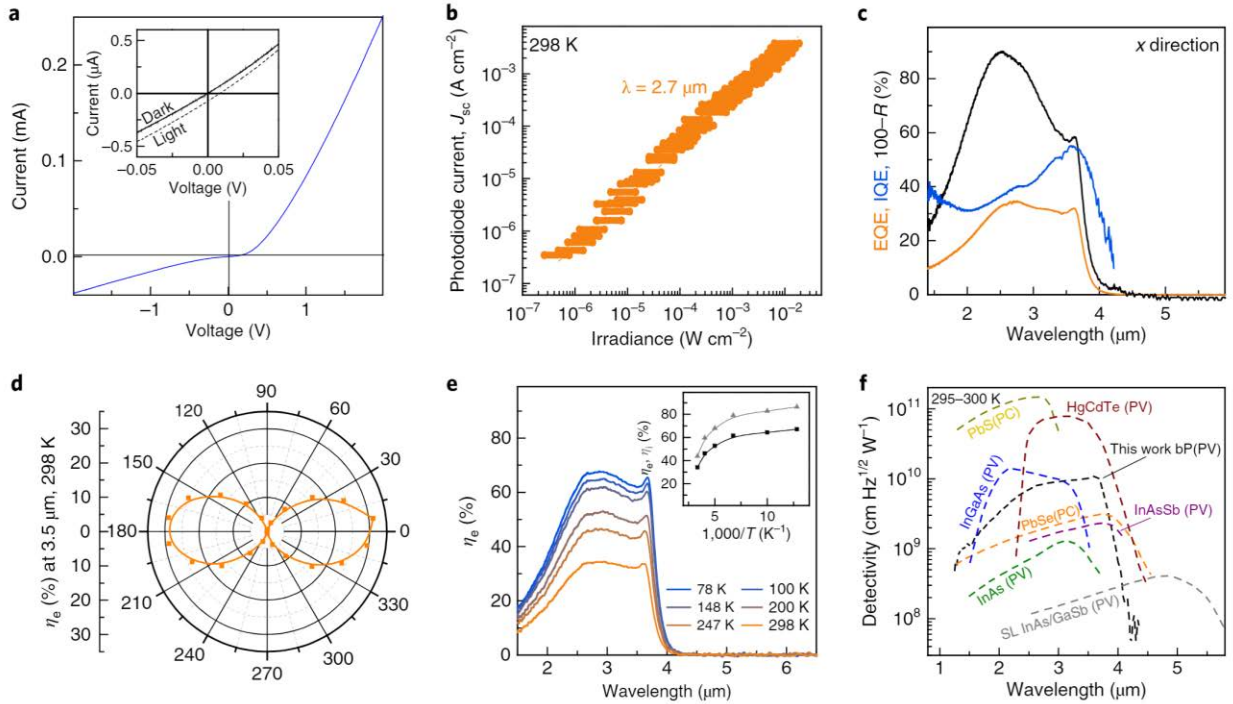 a
Current (mA)
0.2
0.1
0.0
−1
0
1
Voltage (V)
Current (μA)
0.5
0.0
−0.5
Dark
Light
−0.05
0.00
0.05
Voltage (V)
b
298 K
λ = 2.7 μm
Photodiode current, Jsc (A cm−2)
10−3
10−4
10−5
10−6
10−7
10−7
10−6
10−5
10−4
10−3
10−2
Irradiance (W cm−2)
c
x direction
EQE, IQE, 100–R (%)
80
60
40
20
0
2
3
4
5
Wavelength (μm)
d
ηe (%) at 3.5 μm, 298 K
30
20
10
0
10
20
30
90
60
30
0
330
300
270
240
210
180
150
120
e
ηe (%)
90
80
70
60
50
40
30
20
10
0
ηe, ηi (%)
80
60
40
20
0
5
10
1,000/T (K−1)
78 K
100 K
148 K
200 K
247 K
298 K
2
3
4
5
6
Wavelength (μm)
f
295–300 K
Detectivity (cm Hz1/2 W−1)
1011
1010
109
108
PbS(PC)
HgCdTe (PV)
This work bP(PV)
InGaAs (PV)
PbSe(PC)
InAsSb (PV)
InAs (PV)
SL InAs/GaSb (PV)
1
2
3
4
5
Wavelength (μm)